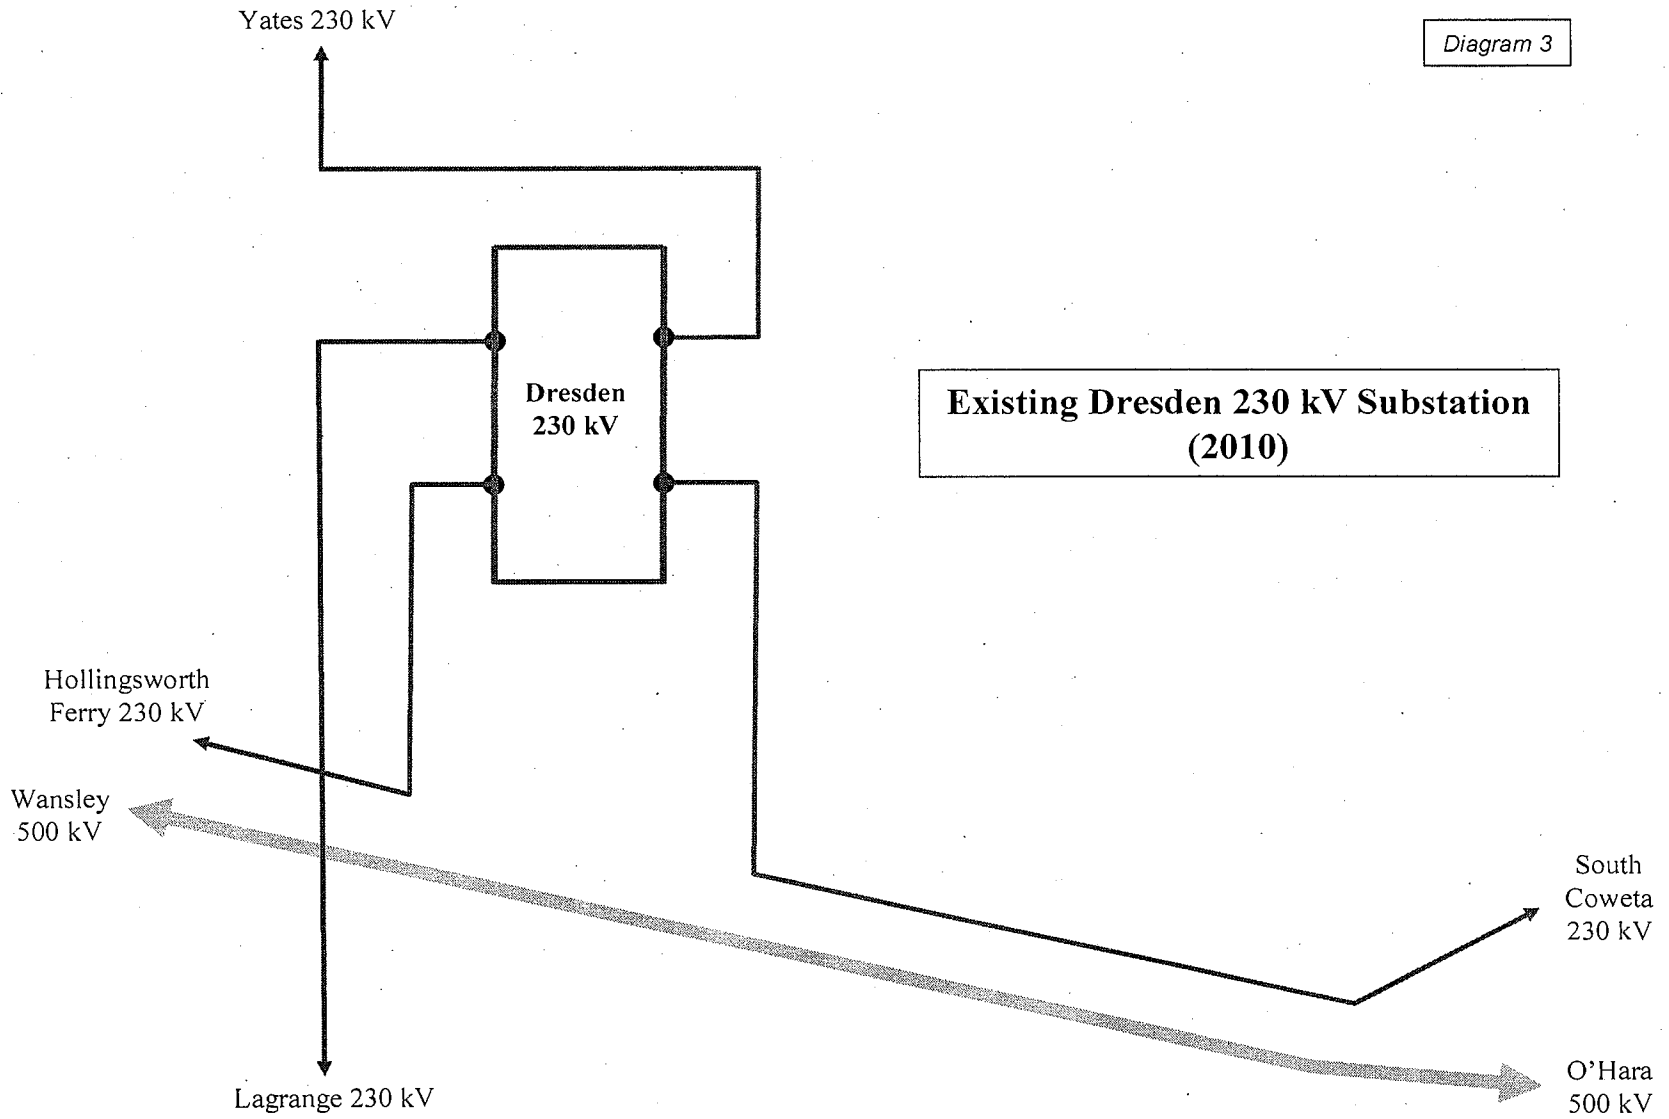 Yates 230 kV
Diagram 3
Dresden
230 kV
Existing Dresden 230 kV Substation
(2010)
Hollingsworth
Ferry 230 kV
Wansley
500 kV
South
Coweta
230 kV
O'Hara
500 kV
Lagrange 230 kV